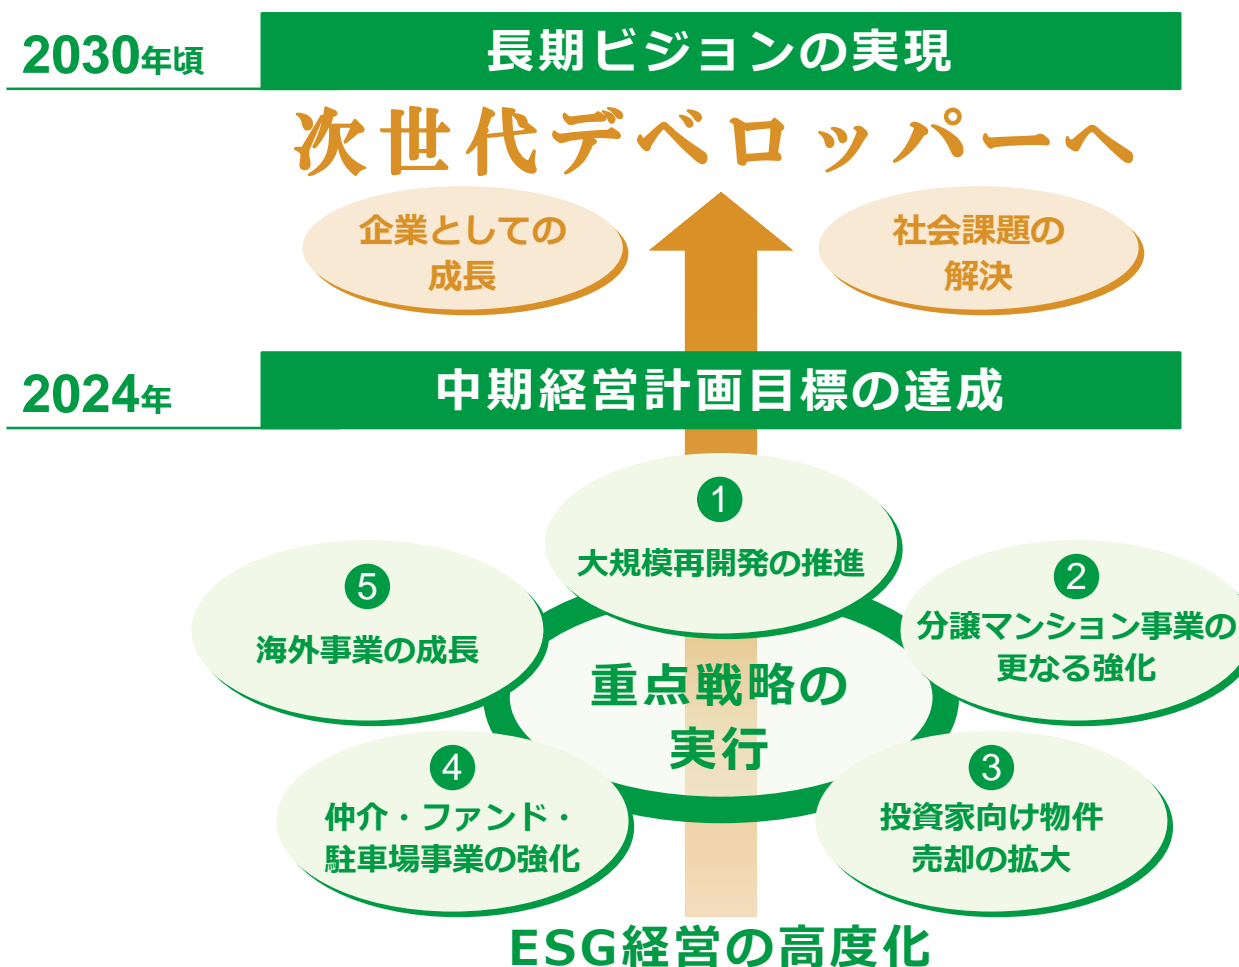 2030年頃
長期ビジョンの実現
次世代デベロッパーへ
企業としての
成長
社会課題の
解決
2024年
中期経営計画目標の達成
1
大規模再開発の推進
2
分譲マンション事業の
更なる強化
3
投資家向け物件
売却の拡大
4
仲介・ファンド・
駐車場事業の強化
5
海外事業の成長
重点戦略の
実行
ESG経営の高度化